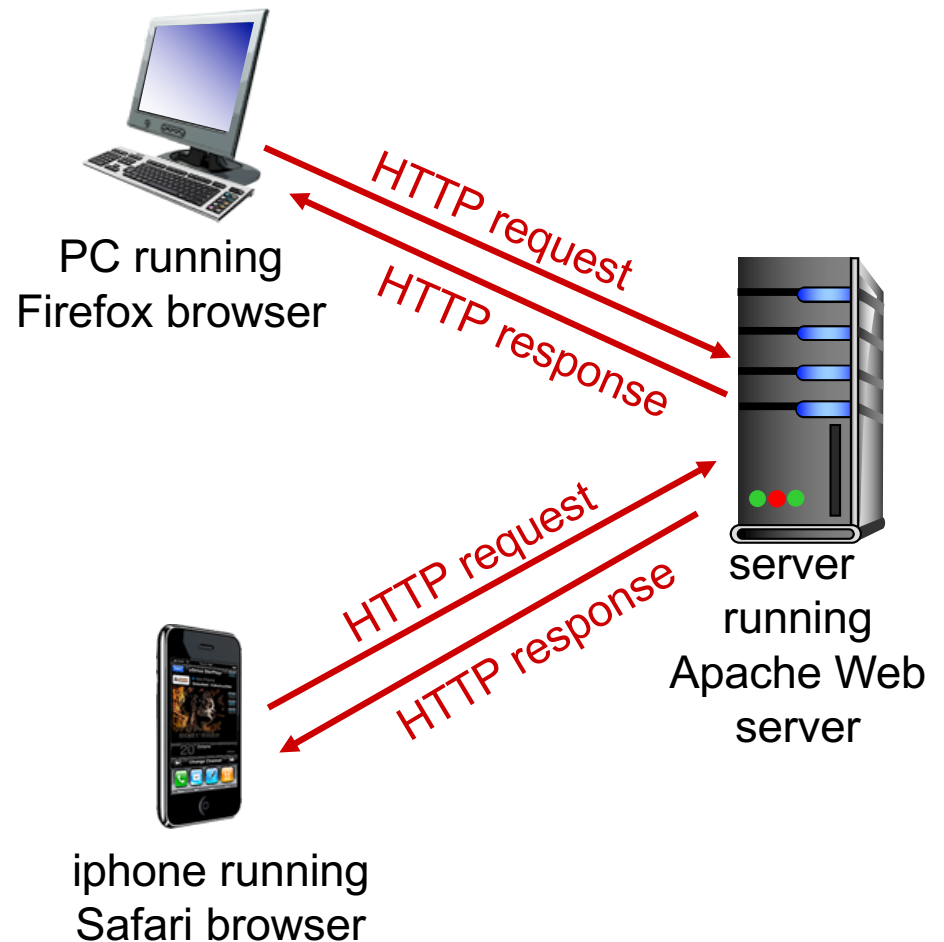 HTTP request
HTTP response
PC running
Firefox browser
HTTP request
HTTP response
server
running
Apache Web
server
iphone running
Safari browser